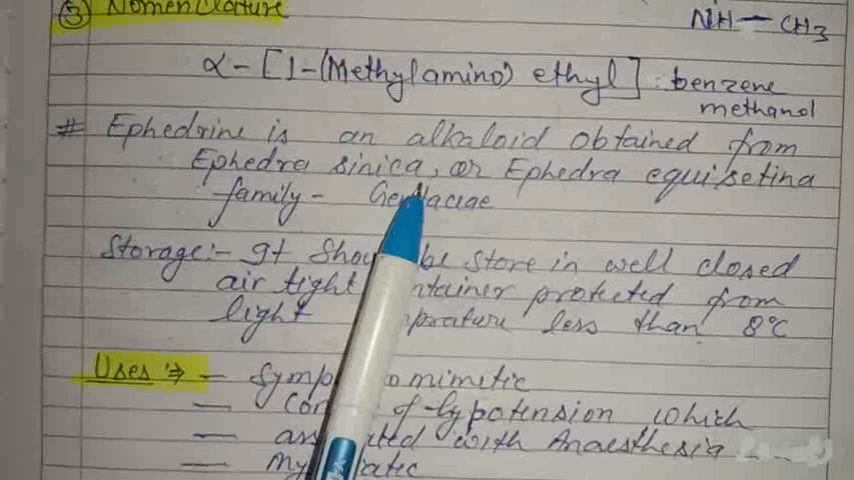 ③ Nomenclature
NH — CH3
α - [1-(Methylamino) ethyl] benzene
methanol
# Ephedrine is an alkaloid obtained from
Ephedra sinica, or Ephedra equisetina
family -
Storage:- It be store in well closed
air tight protected from
light less than 8°C
Uses ⇒ —
— of hypotension which
— with Anaesthesia
—